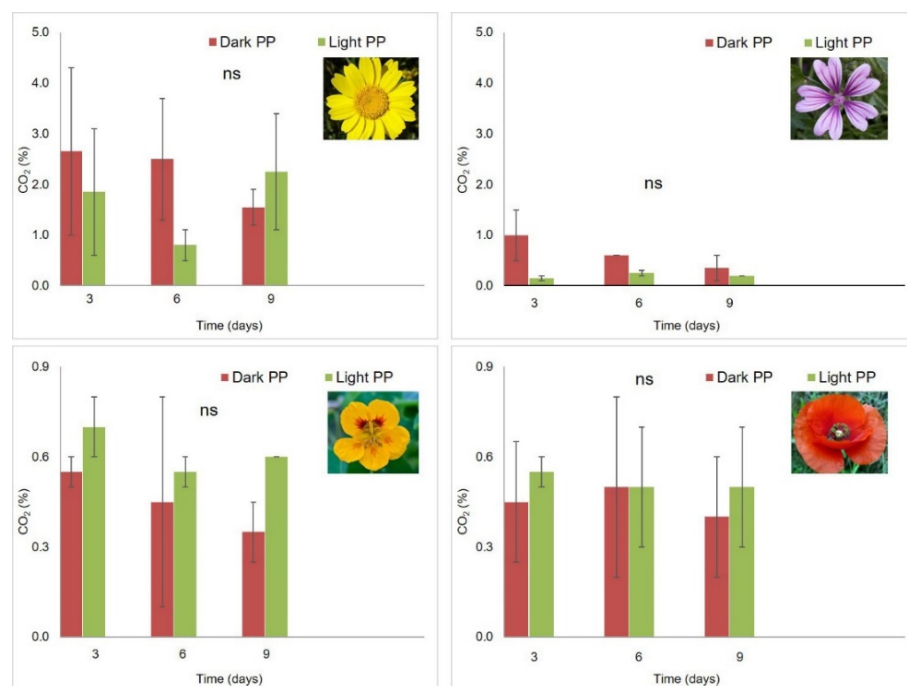 5.0
Dark PP
Light PP
ns
4.0
3.0
2.0
1.0
0.0
CO₂ (%)
3
6
9
Time (days)
5.0
Dark PP
Light PP
4.0
3.0
ns
2.0
1.0
0.0
CO₂ (%)
3
6
9
Time (days)
0.9
Dark PP
Light PP
ns
0.6
0.3
0.0
CO₂ (%)
3
6
9
Time (days)
0.9
ns
Dark PP
Light PP
0.6
0.3
0.0
CO₂ (%)
3
6
9
Time (days)